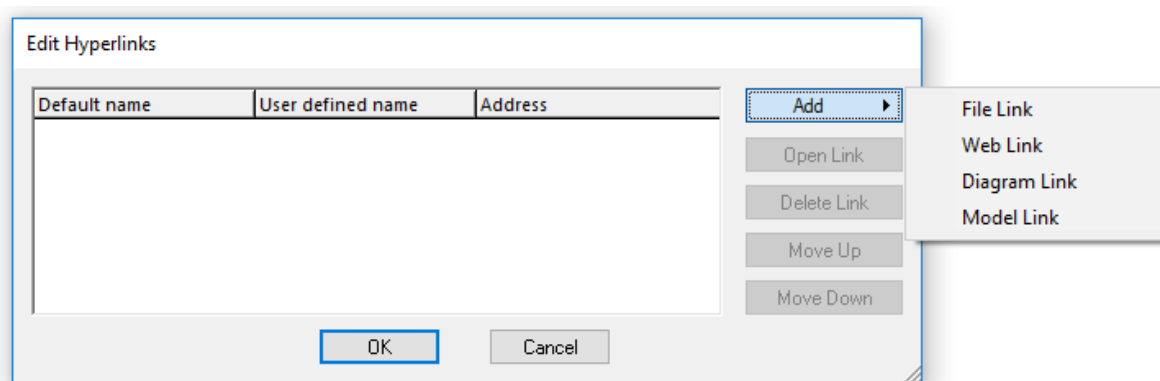 Edit Hyperlinks
Default name User defined name Address
Add
File Link
Web Link
Diagram Link
Model Link
Open Link
Delete Link
Move Up
Move Down
OK Cancel